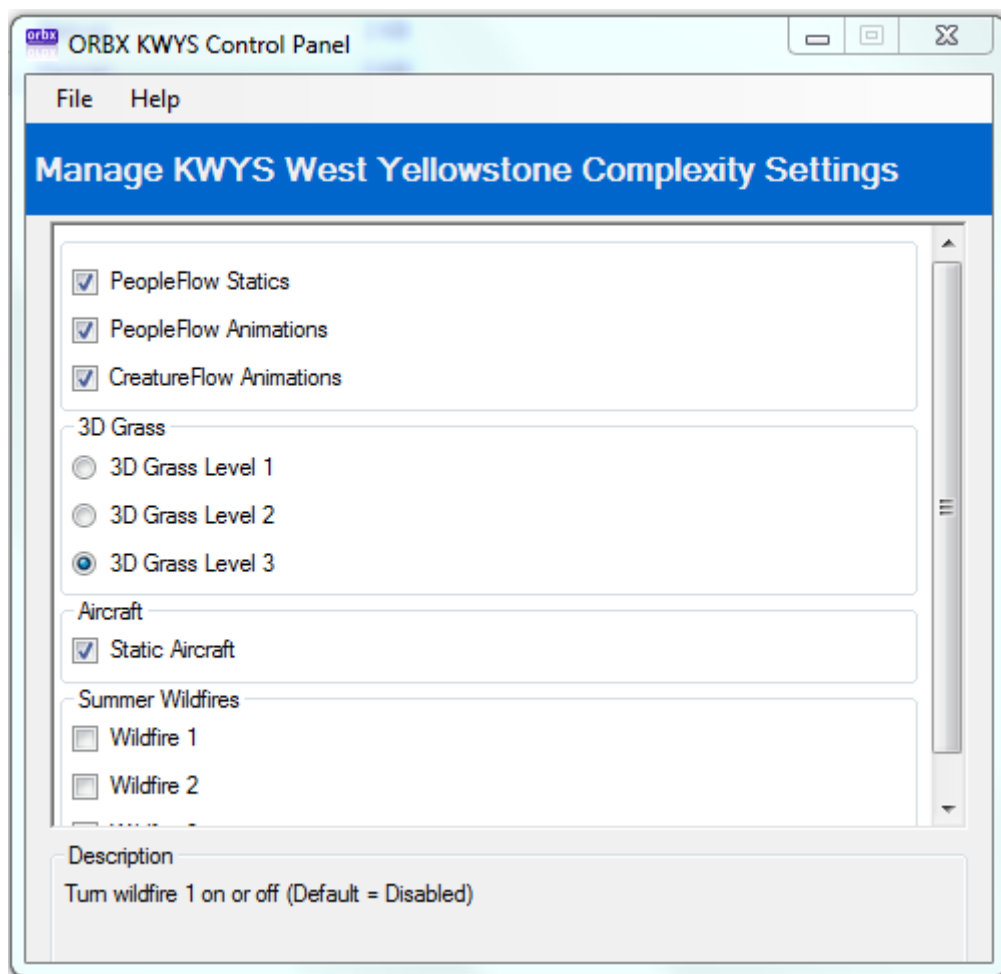 orbx
ORBX KWYS Control Panel
File Help
Manage KWYS West Yellowstone Complexity Settings
PeopleFlow Statics
PeopleFlow Animations
CreatureFlow Animations
3D Grass
3D Grass Level 1
3D Grass Level 2
3D Grass Level 3
Aircraft
Static Aircraft
Summer Wildfires
Wildfire 1
Wildfire 2
Description
Turn wildfire 1 on or off (Default = Disabled)